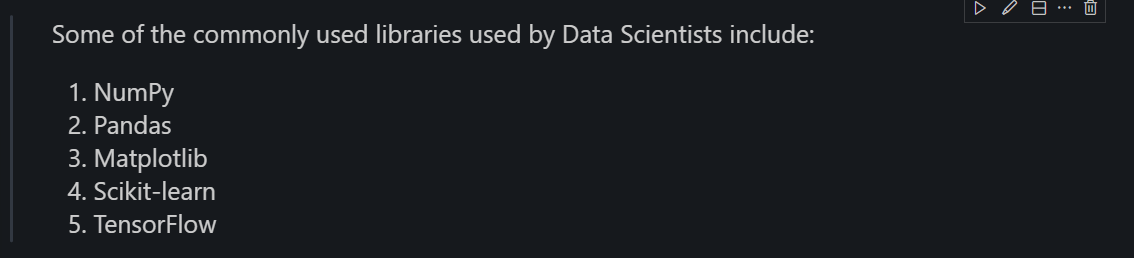 Some of the commonly used libraries used by Data Scientists include:
1. NumPy
2. Pandas
3. Matplotlib
4. Scikit-learn
5. TensorFlow